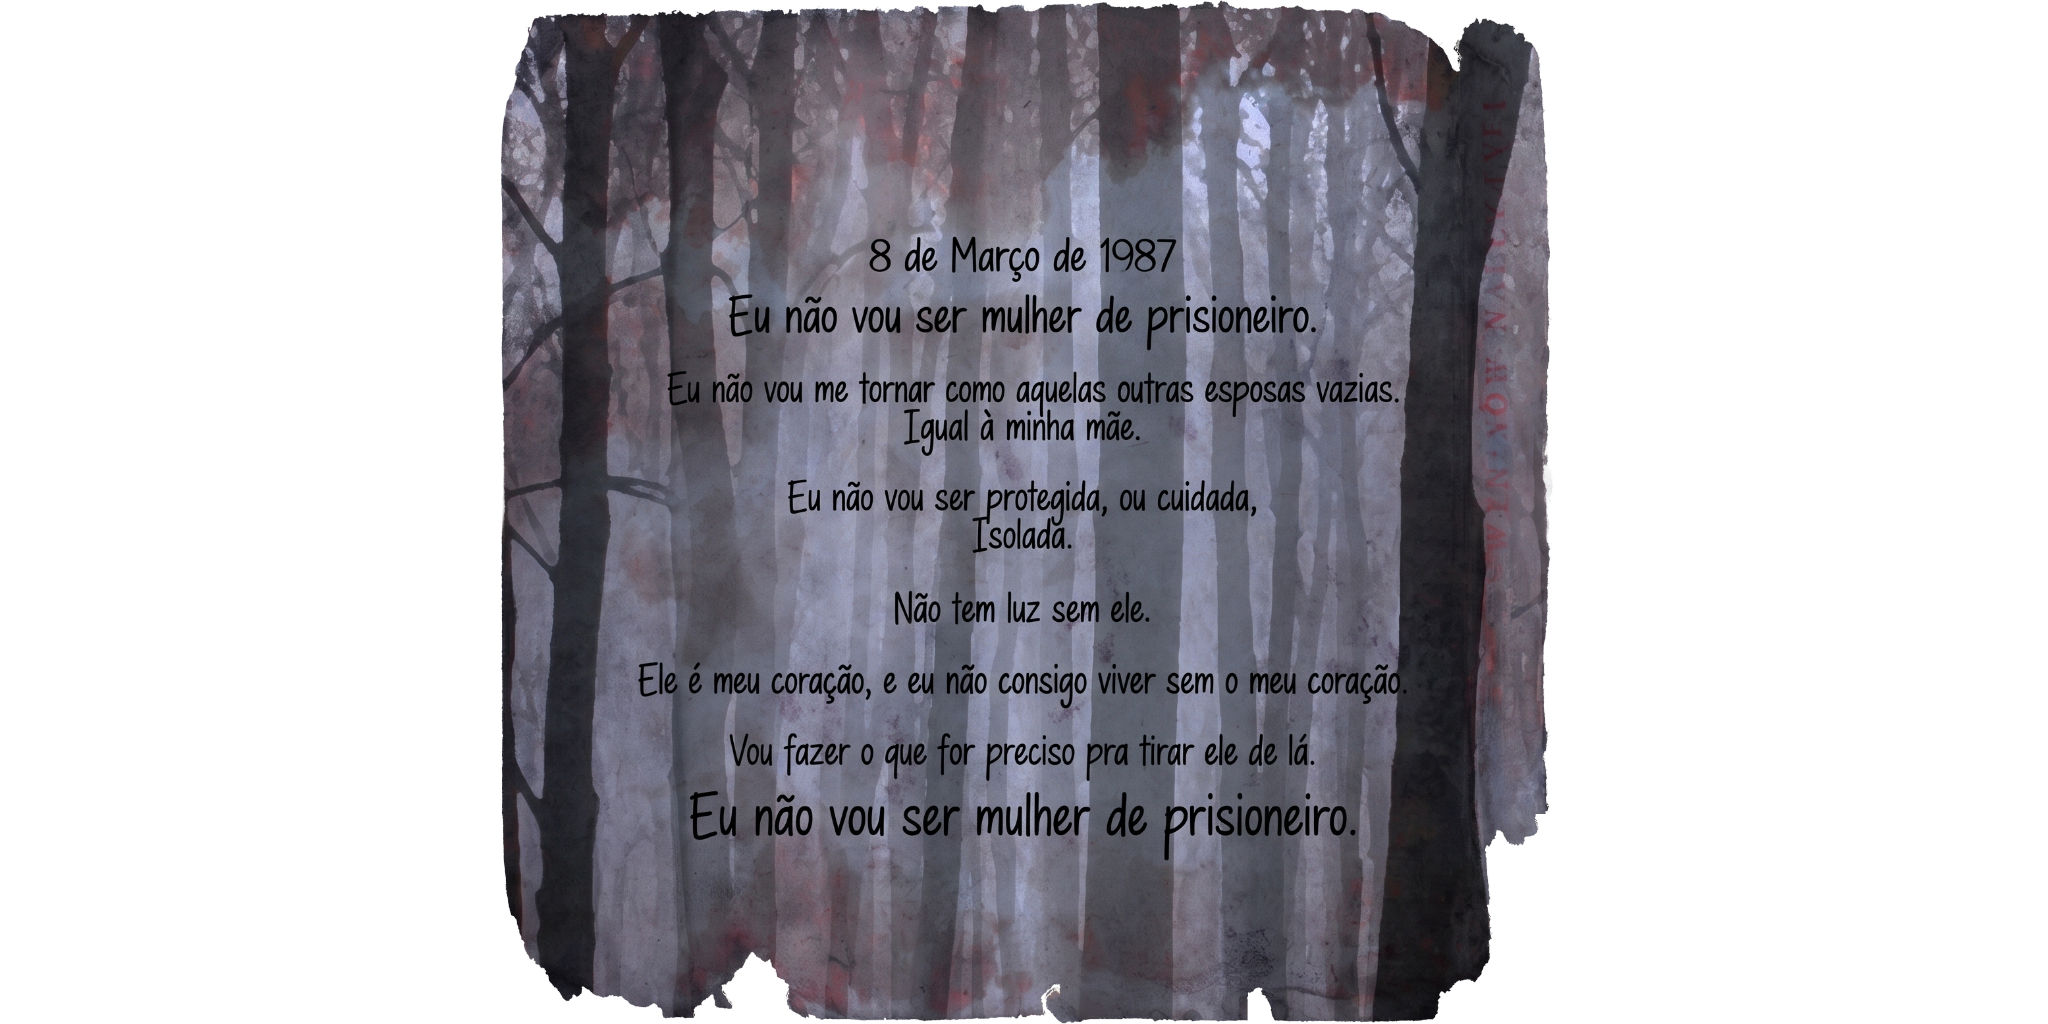 8 de Março de 1987
Eu não vou ser mulher de prisioneiro.
Eu não vou me tornar como aquelas outras esposas vazias.
Igual à minha mãe.
Eu não vou ser protegida, ou cuidada,
Isolada.
Não tem luz sem ele.
Ele é meu coração, e eu não consigo viver sem o meu coração.
Vou fazer o que for preciso pra tirar ele de lá.
Eu não vou ser mulher de prisioneiro.